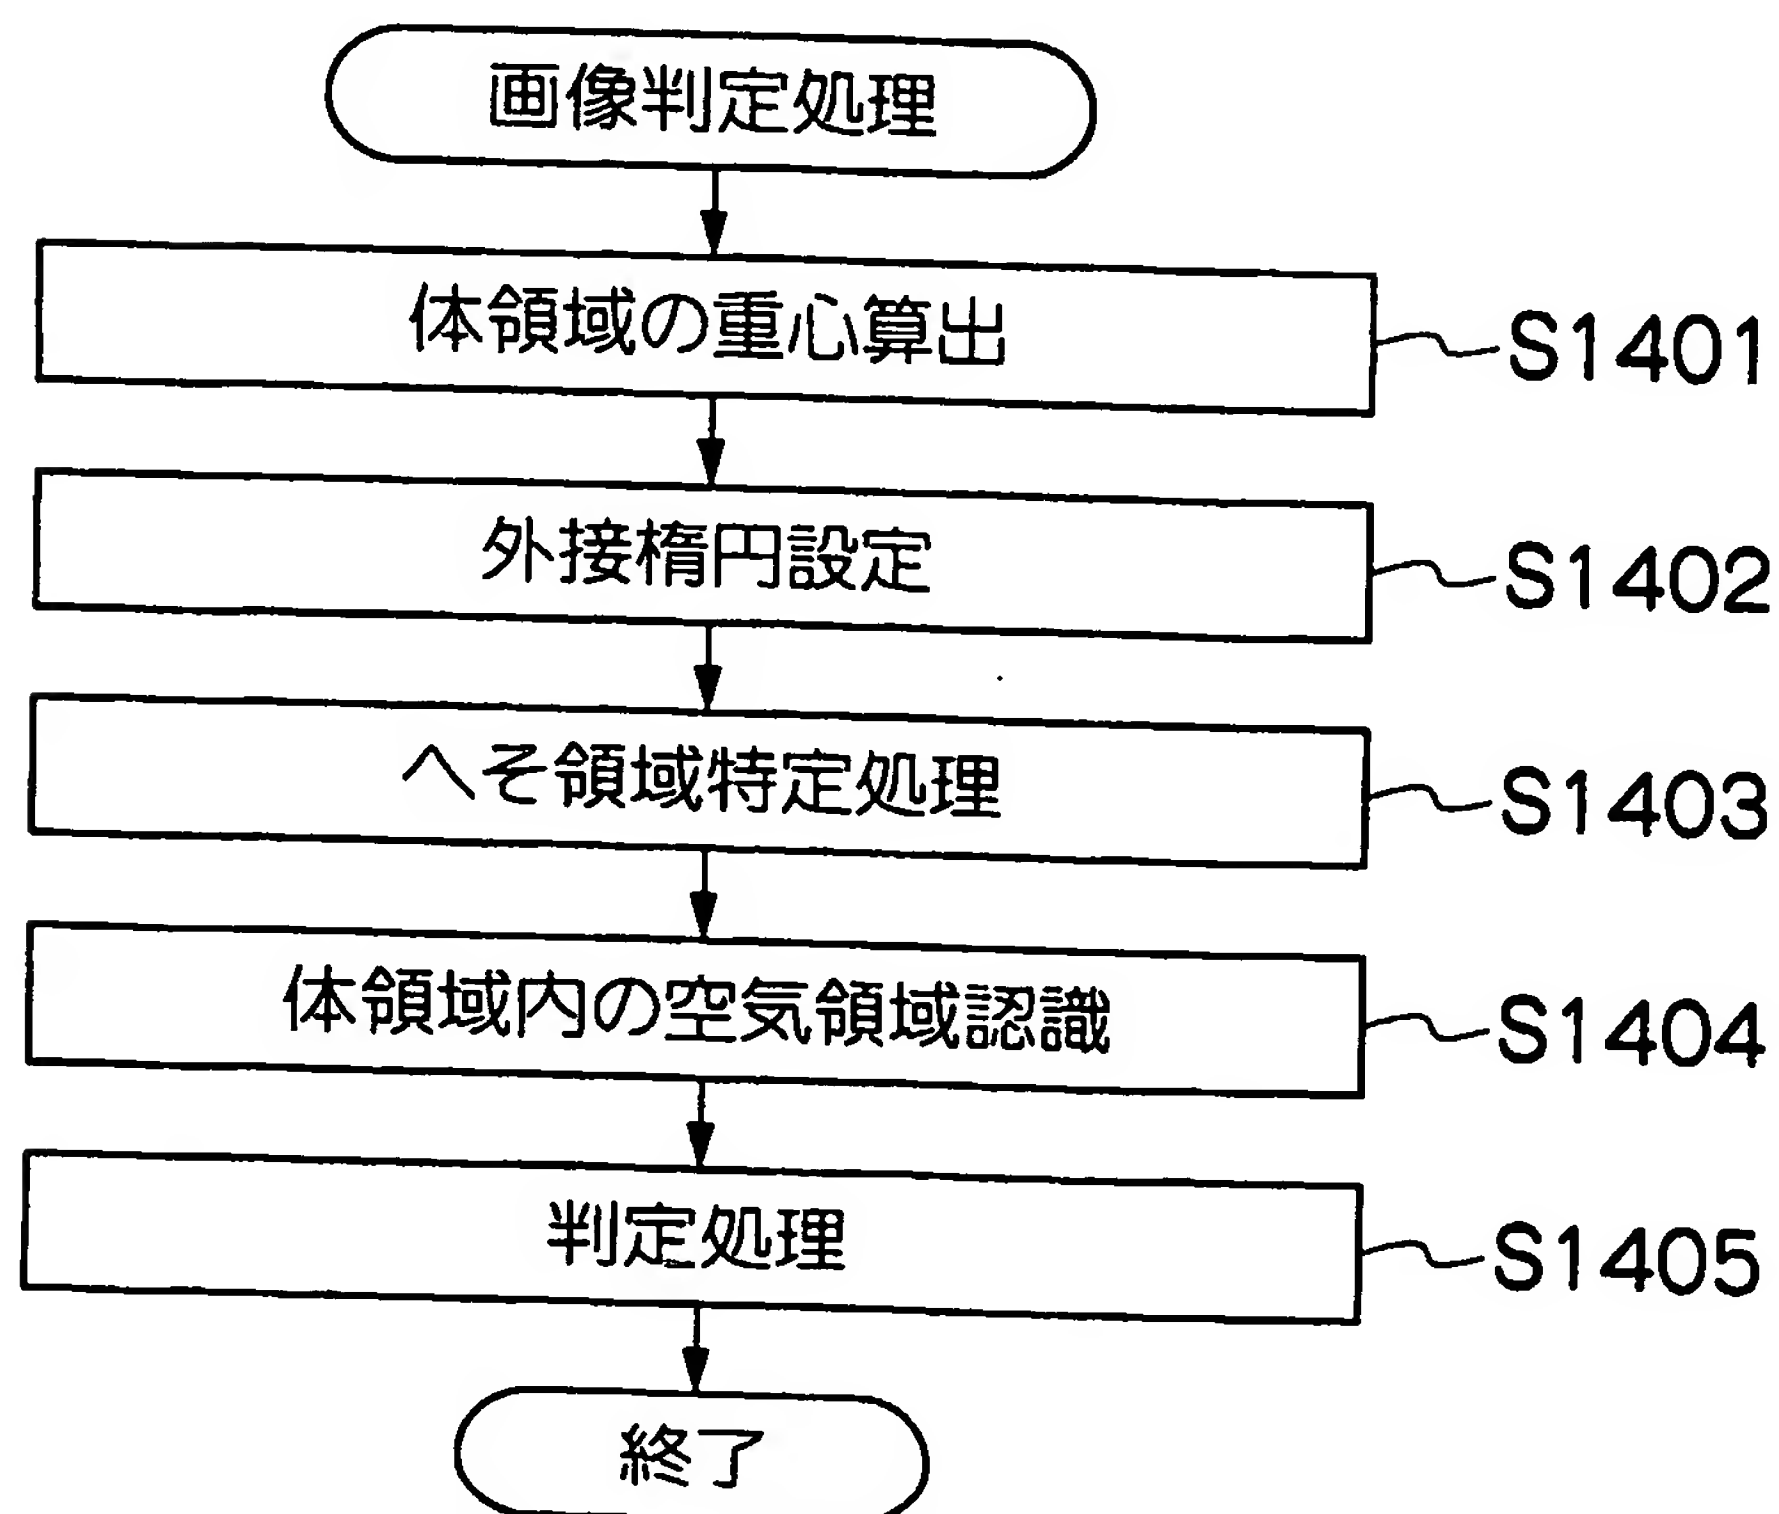 画像判定処理
体領域の重心算出
S1401
外接楕円設定
S1402
へそ領域特定処理
S1403
体領域内の空気領域認識
S1404
判定処理
S1405
終了